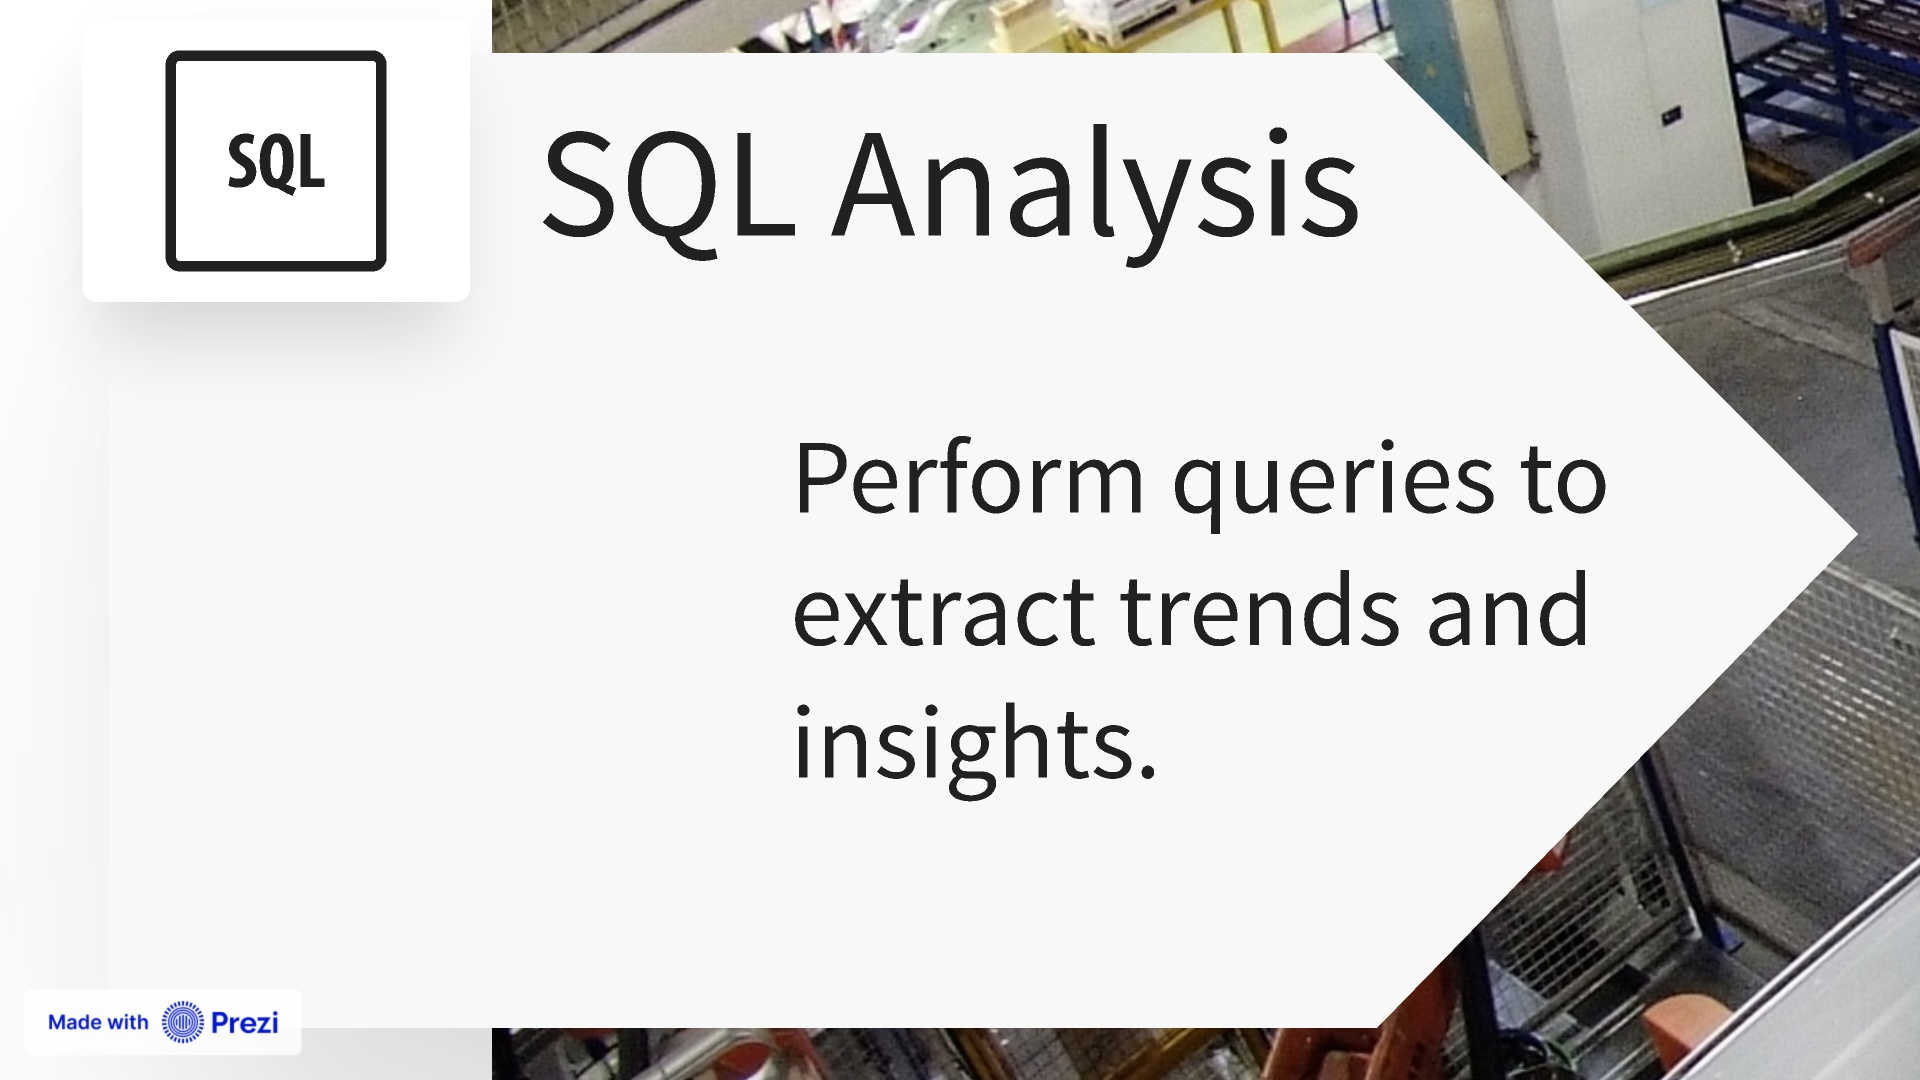 SQL
SQL Analysis
Perform queries to
extract trends and
insights.
Made with Prezi